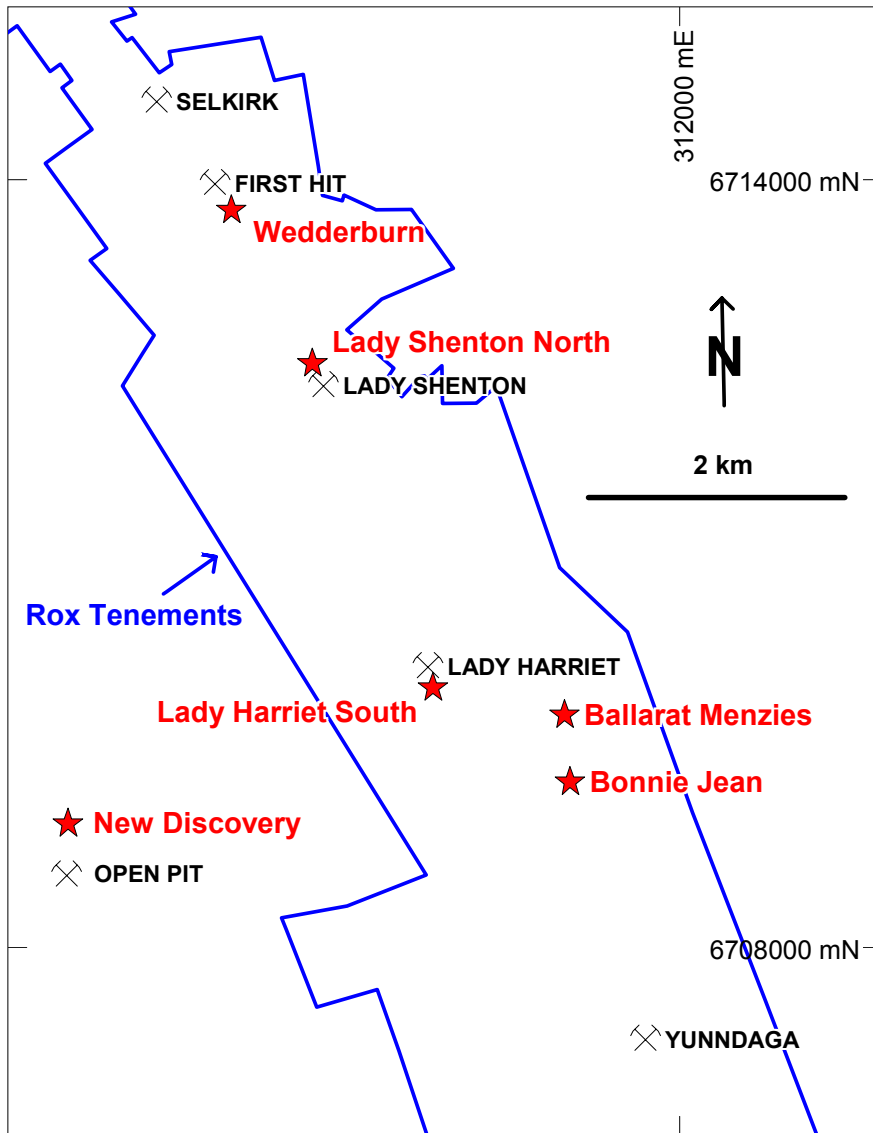 312000 mE
SELKIRK
FIRST HIT
6714000 mN
Wedderburn
Lady Shenton North
N
LADY SHENTON
2 km
Rox Tenements
LADY HARRIET
Lady Harriet South
Ballarat Menzies
Bonnie Jean
New Discovery
OPEN PIT
6708000 mN
YUNNDAGA